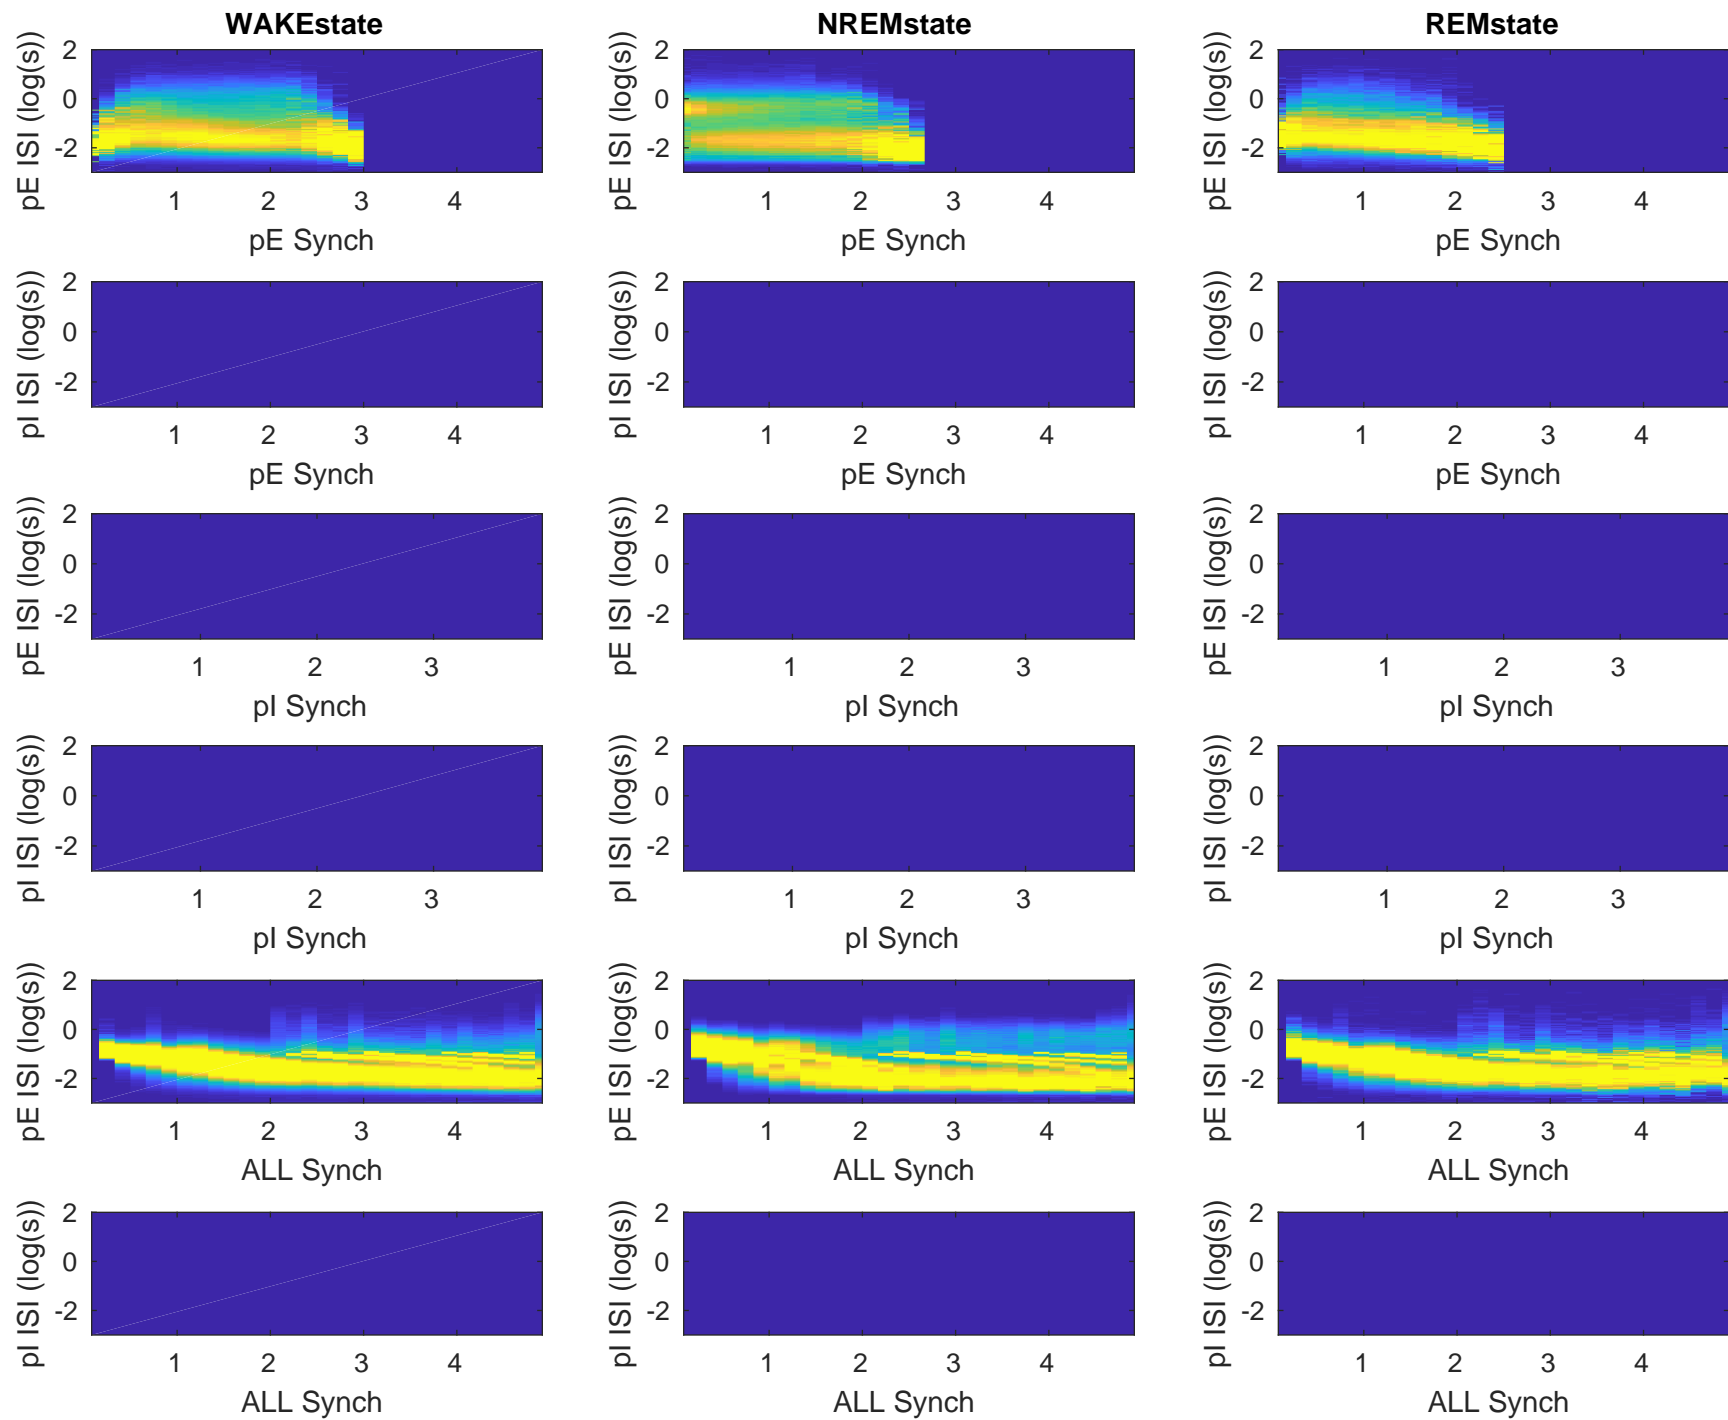 WAKEstate NREMstate REMstate
pE ISI (log(s)) 2 0 -2 pE ISI (log(s)) 2 0 -2 pE ISI (log(s)) 2 0 -2
1 2 3 4 1 2 3 4 1 2 3 4
pE Synch pE Synch pE Synch
pI ISI (log(s)) 2 0 -2 pI ISI (log(s)) 2 0 -2 pI ISI (log(s)) 2 0 -2
1 2 3 4 1 2 3 4 1 2 3 4
pE Synch pE Synch pE Synch
pE ISI (log(s)) 2 0 -2 pE ISI (log(s)) 2 0 -2 pE ISI (log(s)) 2 0 -2
1 2 3 1 2 3 1 2 3
pI Synch pI Synch pI Synch
pI ISI (log(s)) 2 0 -2 pI ISI (log(s)) 2 0 -2 pI ISI (log(s)) 2 0 -2
1 2 3 1 2 3 1 2 3
pI Synch pI Synch pI Synch
pE ISI (log(s)) 2 0 -2 pE ISI (log(s)) 2 0 -2 pE ISI (log(s)) 2 0 -2
1 2 3 4 1 2 3 4 1 2 3 4
ALL Synch ALL Synch ALL Synch
pI ISI (log(s)) 2 0 -2 pI ISI (log(s)) 2 0 -2 pI ISI (log(s)) 2 0 -2
1 2 3 4 1 2 3 4 1 2 3 4
ALL Synch ALL Synch ALL Synch